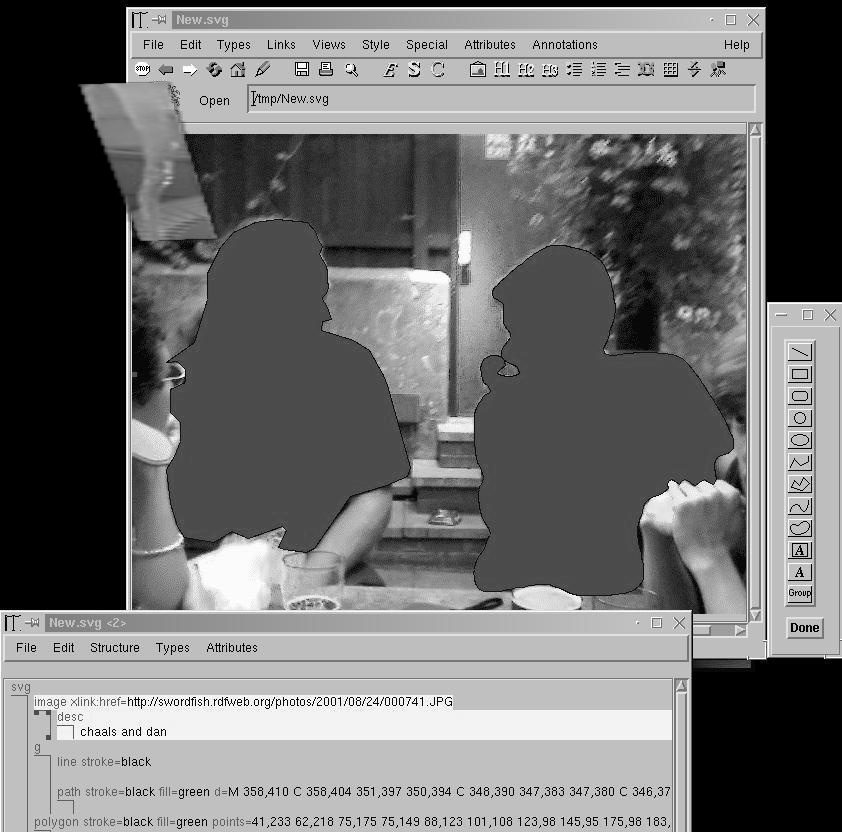 New.svg
File Edit Types Links Views Style Special Attributes Annotations Help
STOP E S C H1 H2 H3
Open /tmp/New.svg
A
A
Group
Done
New.svg <2>
File Edit Structure Types Attributes
svg
image xlink:href=http://swordfish.rdfweb.org/photos/2001/08/24/000741.JPG
desc
chaals and dan
g
line stroke=black
path stroke=black fill=green d=M 358,410 C 358,404 351,397 350,394 C 348,390 347,383 347,380 C 346,37
polygon stroke=black fill=green points=41,233 62,218 75,175 75,149 88,123 101,108 123,98 145,95 175,98 183,